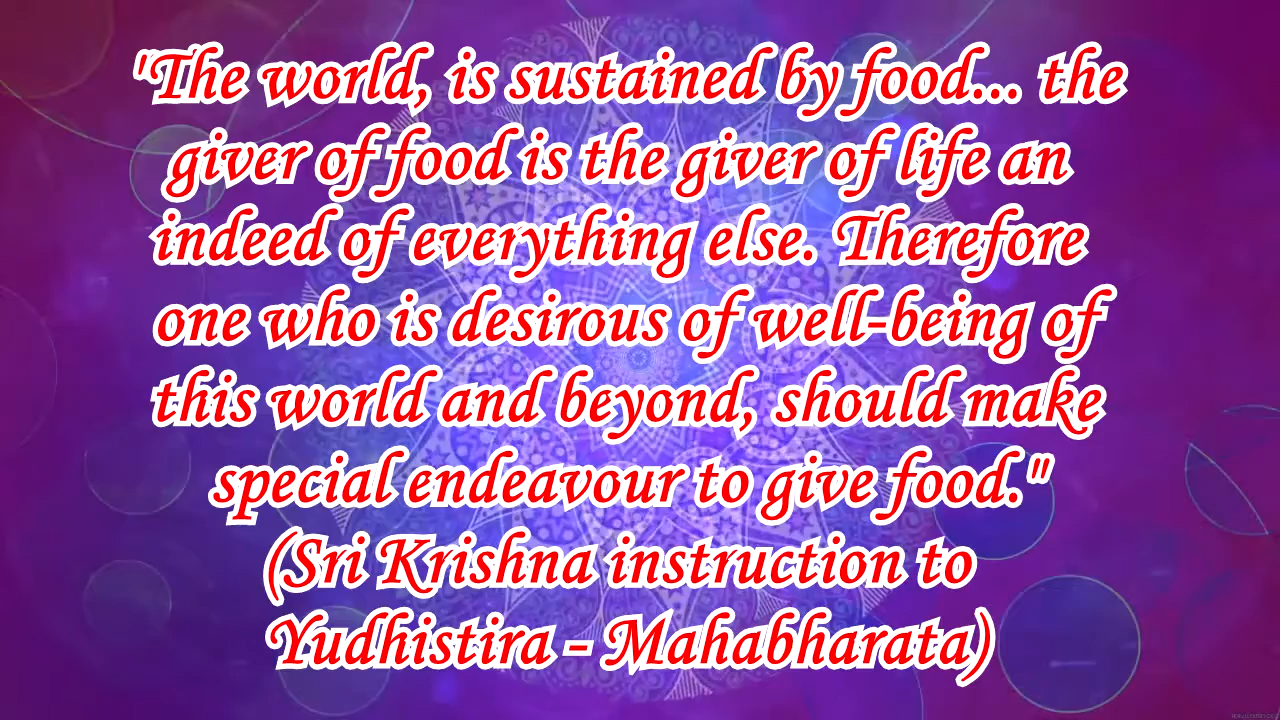 "The world, is sustained by food... the
giver of food is the giver of life an
indeed of everything else. Therefore
one who is desirous of well-being of
this world and beyond, should make
special endeavour to give food."
(Sri Krishna instruction to
Yudhistira - Mahabharata)